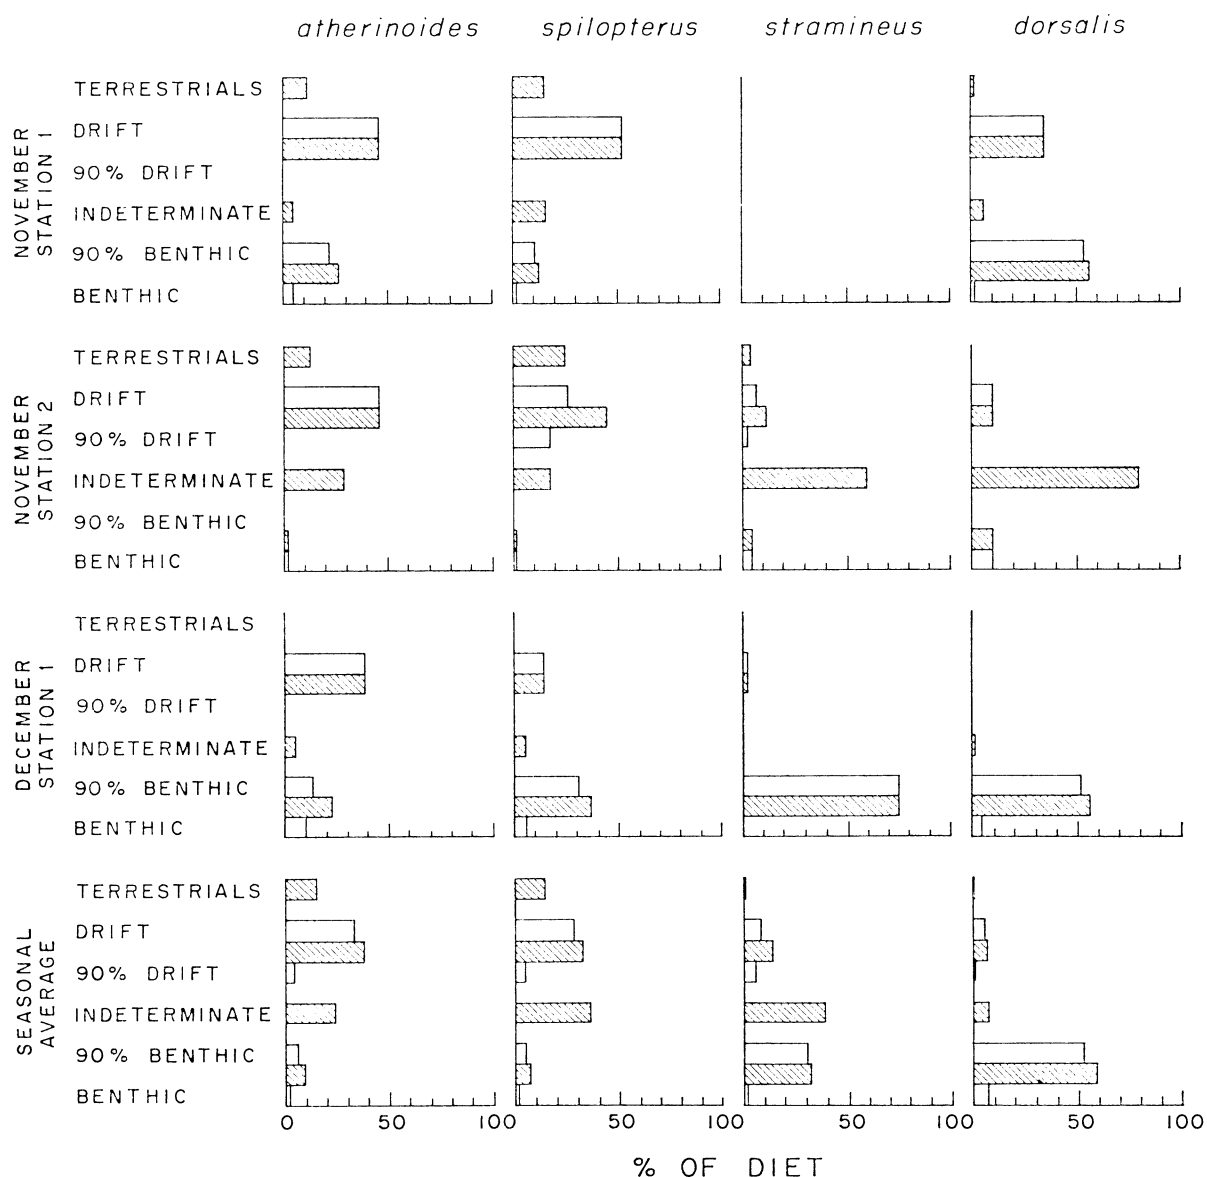 atherinoides spilopterus stramineus dorsalis
NOVEMBER
STATION 1
TERRESTRIALS
DRIFT
90% DRIFT
INDETERMINATE
90% BENTHIC
BENTHIC
NOVEMBER
STATION 2
TERRESTRIALS
DRIFT
90% DRIFT
INDETERMINATE
90% BENTHIC
BENTHIC
DECEMBER
STATION 1
TERRESTRIALS
DRIFT
90% DRIFT
INDETERMINATE
90% BENTHIC
BENTHIC
SEASONAL
AVERAGE
TERRESTRIALS
DRIFT
90% DRIFT
INDETERMINATE
90% BENTHIC
BENTHIC
0 50 100 50 100 50 100 50 100
% OF DIET